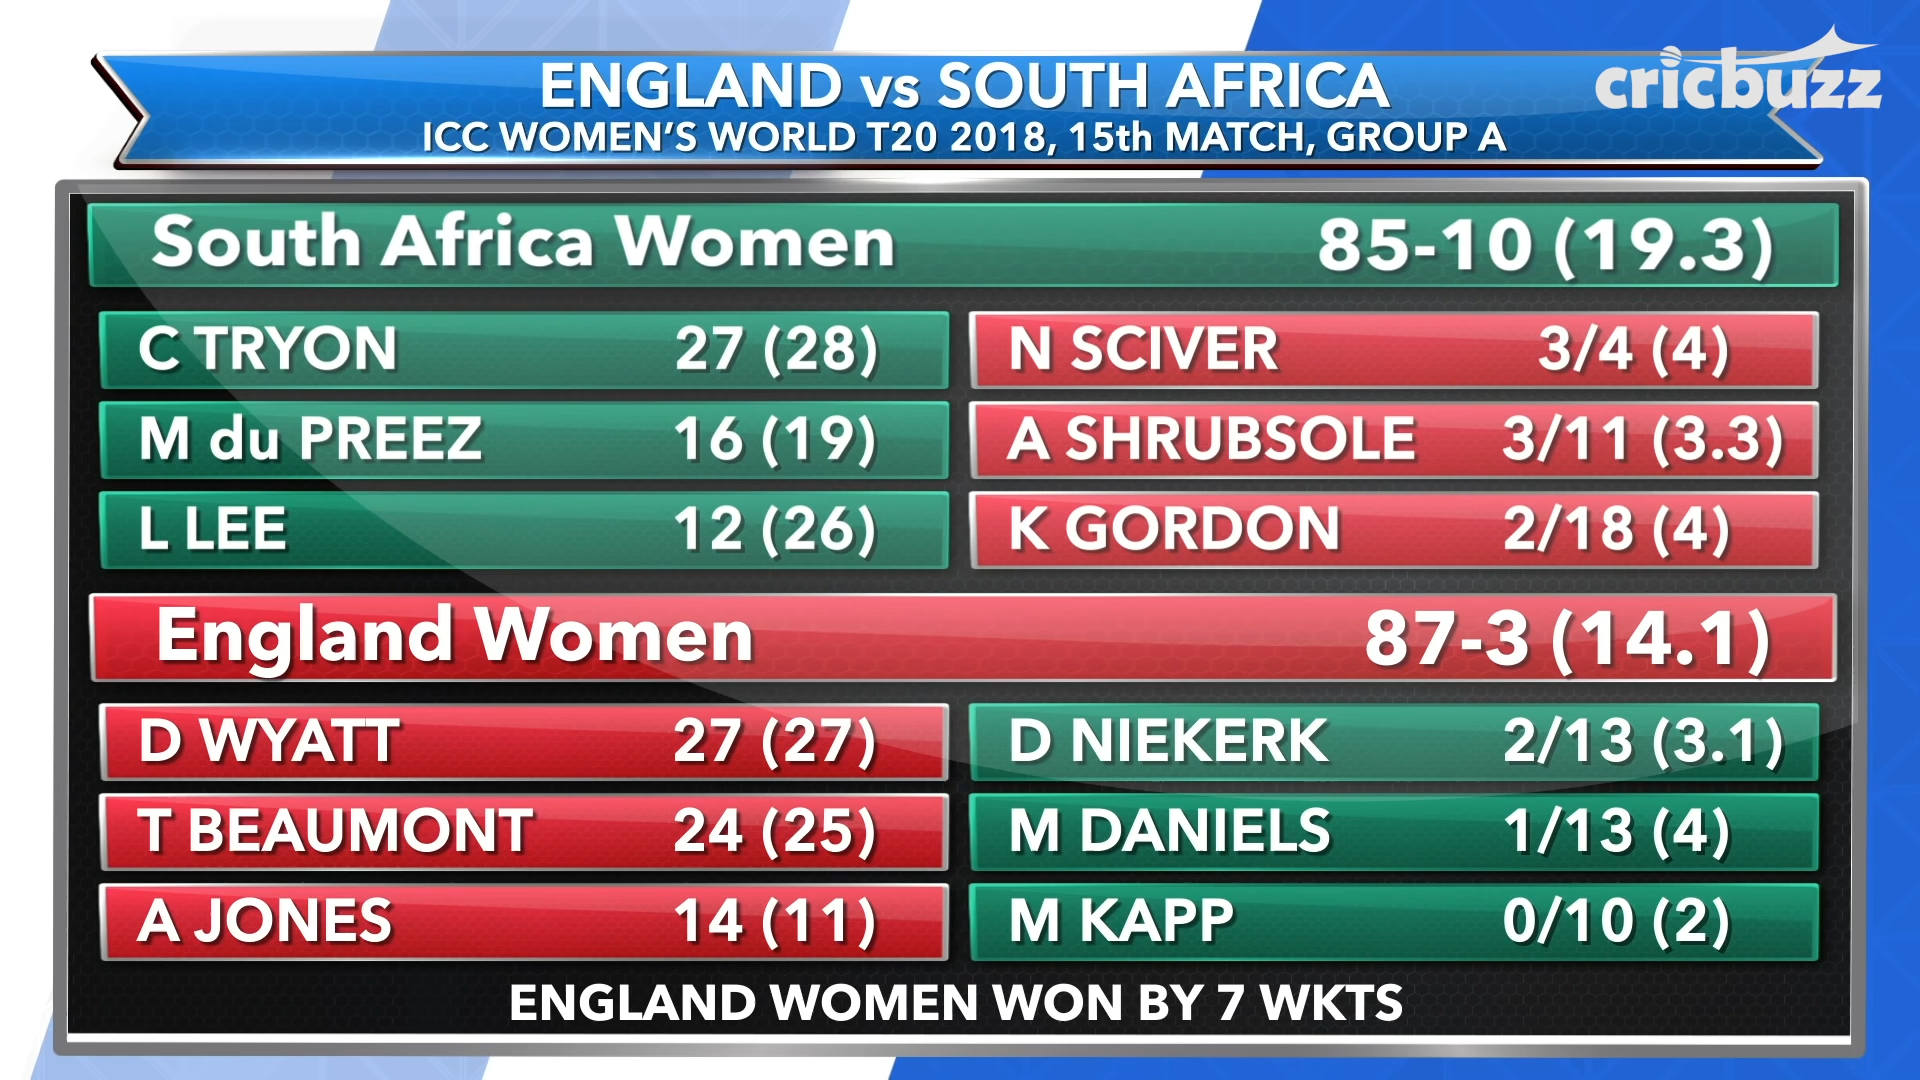 ENGLAND vs SOUTH AFRICA
cricbuzz
ICC WOMEN'S WORLD T20 2018, 15th MATCH, GROUP A
South Africa Women 85-10 (19.3)
C TRYON 27 (28) N SCIVER 3/4 (4)
M du PREEZ 16 (19) A SHRUBSOLE 3/11 (3.3)
L LEE 12 (26) K GORDON 2/18 (4)
England Women 87-3 (14.1)
D WYATT 27 (27) D NIEKERK 2/13 (3.1)
T BEAUMONT 24 (25) M DANIELS 1/13 (4)
A JONES 14 (11) M KAPP 0/10 (2)
ENGLAND WOMEN WON BY 7 WKTS